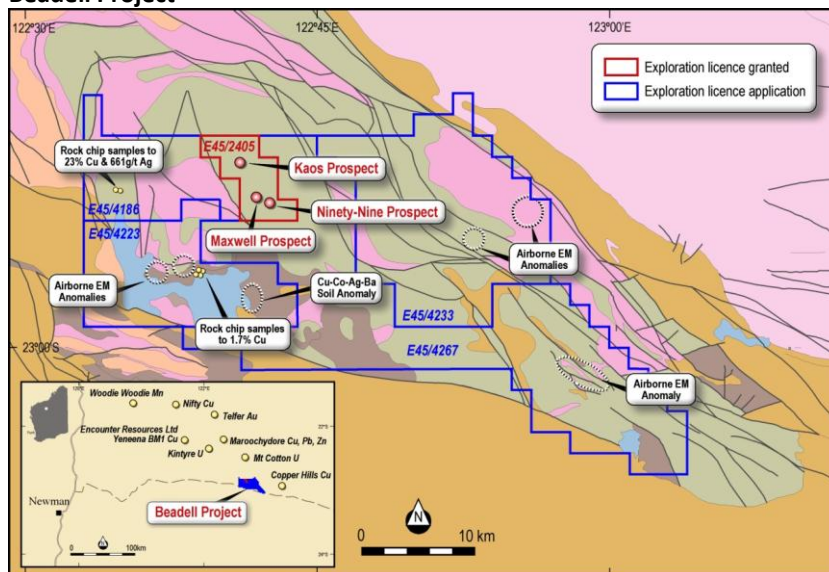 Beadell Project
122°30'E
122°45'E
123°00'E
Exploration licence granted
Exploration licence application
E45/2405
Rock chip samples to
23% Cu & 661g/t Ag
Kaos Prospect
E45/4186
Ninety-Nine Prospect
E45/4223
Maxwell Prospect
Airborne EM
Anomalies
Airborne EM
Anomalies
Cu-Co-Ag-Ba
Soil Anomaly
Rock chip samples
to 1.7% Cu
E45/4233
23°00'S
E45/4267
Airborne EM
Anomaly
Woodie Woodie Mn
Nifty Cu
Telfer Au
Encounter Resources Ltd
Yeneena BM1 Cu
Maroochydore Cu, Pb, Zn
Kintyre U
Mt Cotton U
Copper Hills Cu
Newman
Beadell Project
N
0
10 km
0
100km